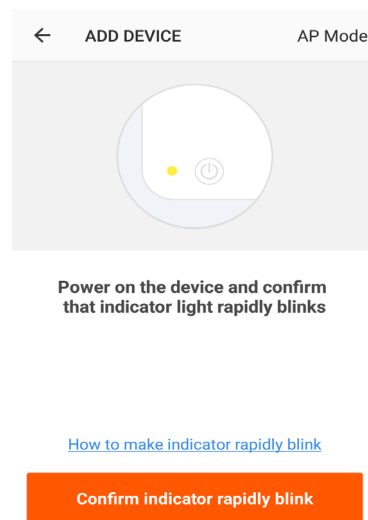 ADD DEVICE AP Mode
Power on the device and confirm
that indicator light rapidly blinks
How to make indicator rapidly blink
Confirm indicator rapidly blink